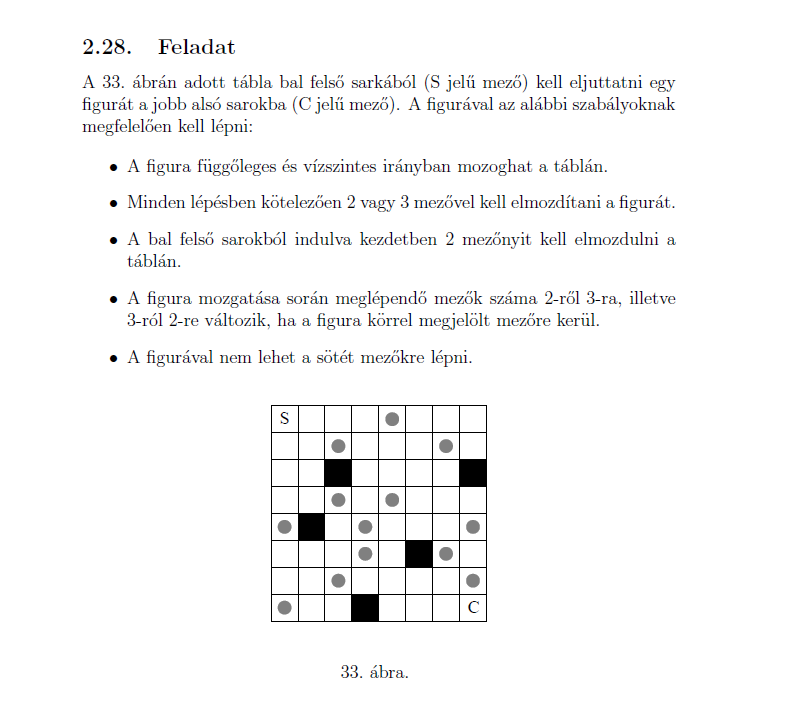 2.28. Feladat
A 33. ábrán adott tábla bal felső sarkából (S jelű mező) kell eljuttatni egy
figurát a jobb alsó sarokba (C jelű mező). A figurával az alábbi szabályoknak
megfelelően kell lépni:
• A figura függőleges és vízszintes irányban mozoghat a táblán.
• Minden lépésben kötelezően 2 vagy 3 mezővel kell elmozdítani a figurát.
• A bal felső sarokból indulva kezdetben 2 mezőnyit kell elmozdulni a
táblán.
• A figura mozgatása során meglépendő mezők száma 2-ről 3-ra, illetve
3-ról 2-re változik, ha a figura körrel megjelölt mezőre kerül.
• A figurával nem lehet a sötét mezőkre lépni.
S
C
33. ábra.